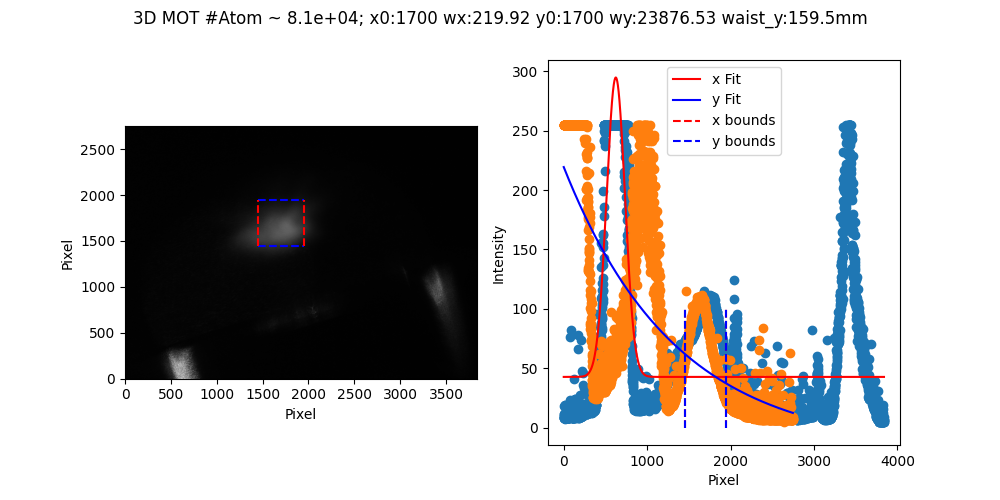 3D MOT #Atom ~ 8.1e+04; x0:1700 wx:219.92 y0:1700 wy:23876.53 waist_y:159.5mm
2500
2000
1500
1000
500
0
Pixel
0 500 1000 1500 2000 2500 3000 3500
Pixel
300
250
200
150
100
50
0
Intensity
x Fit
y Fit
x bounds
y bounds
0 1000 2000 3000 4000
Pixel